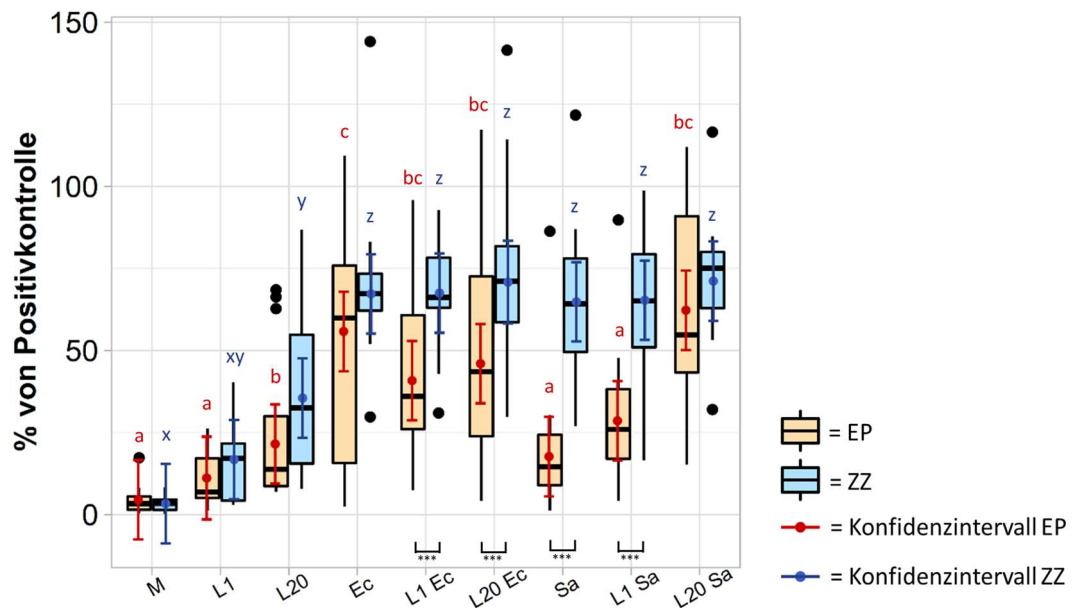 % von Positivkontrolle
150
100
50
0
a
x
a
xy
b
y
c
z
bc
z
bc
z
a
z
a
z
bc
z
***
***
***
***
M
L1
L20
Ec
L1 Ec
L20 Ec
Sa
L1 Sa
L20 Sa
= EP
= ZZ
= Konfidenzintervall EP
= Konfidenzintervall ZZ